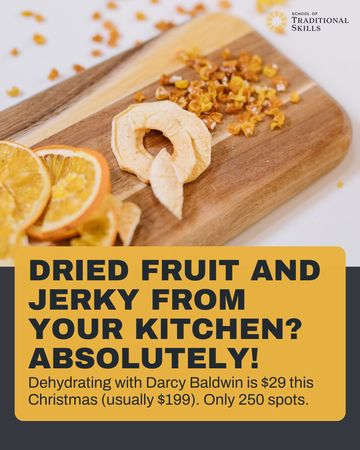 SCHOOL OF
TRADITIONAL
SKILLS
DRIED FRUIT AND
JERKY FROM
YOUR KITCHEN?
ABSOLUTELY!
Dehydrating with Darcy Baldwin is $29 this
Christmas (usually $199). Only 250 spots.